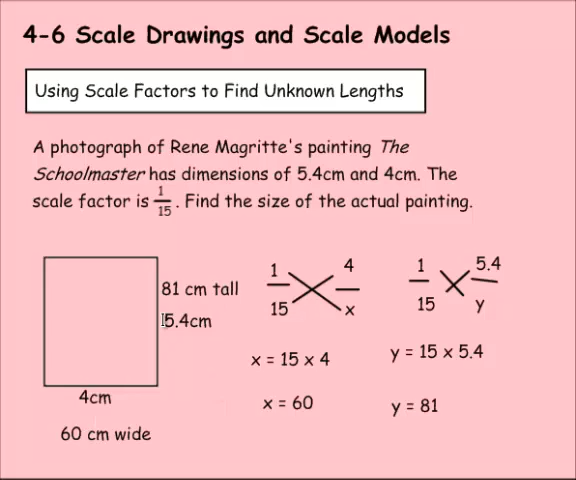 4-6 Scale Drawings and Scale Models
Using Scale Factors to Find Unknown Lengths
A photograph of Rene Magritte's painting The
Schoolmaster has dimensions of 5.4cm and 4cm. The
scale factor is 1/15. Find the size of the actual painting.
81 cm tall
5.4cm
4cm
60 cm wide
1 4
15 x
x = 15 x 4
x = 60
1 5.4
15 y
y = 15 x 5.4
y = 81